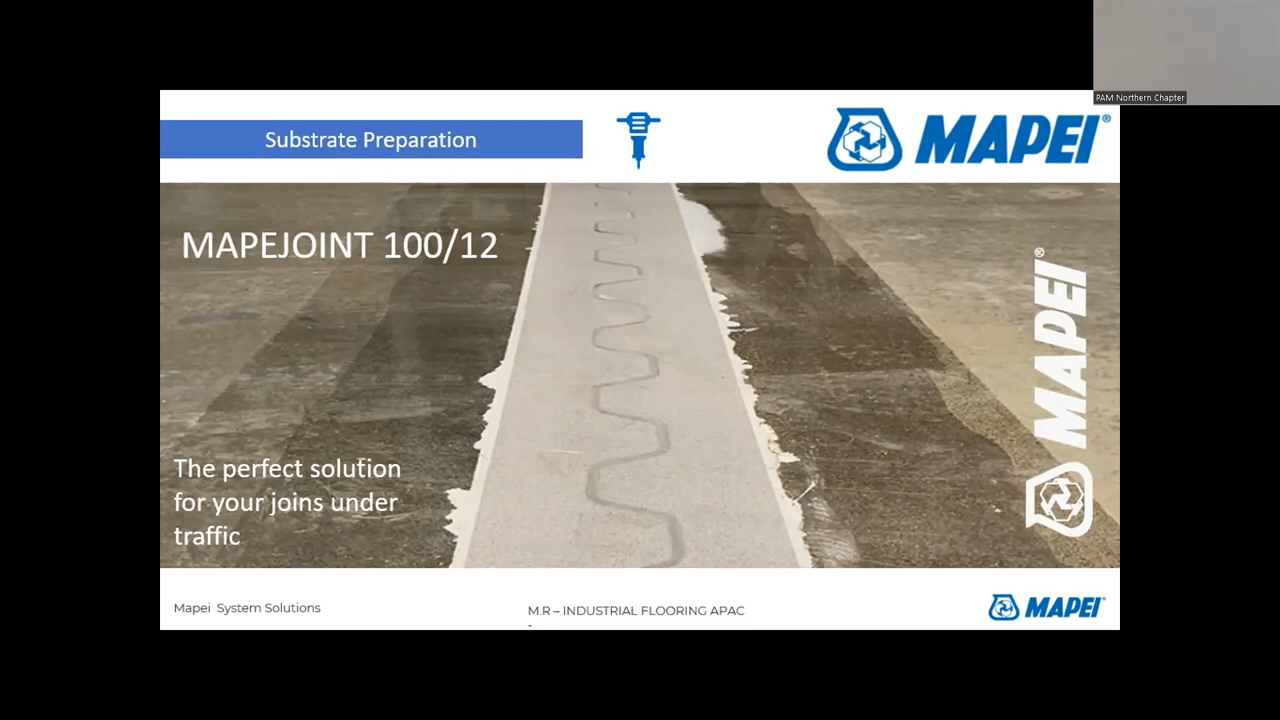 PAM Northern Chapter
Substrate Preparation
MAPEI®
MAPEJOINT 100/12
MAPEI®
The perfect solution
for your joins under
traffic
Mapei System Solutions
M.R – INDUSTRIAL FLOORING APAC
-
MAPEI®